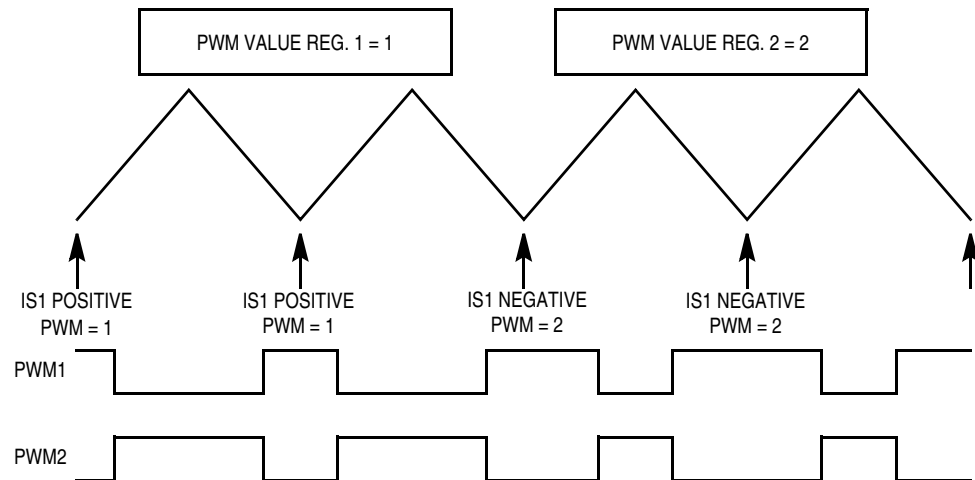 PWM VALUE REG. 1 = 1
PWM VALUE REG. 2 = 2
IS1 POSITIVE
PWM = 1
IS1 POSITIVE
PWM = 1
IS1 NEGATIVE
PWM = 2
IS1 NEGATIVE
PWM = 2
PWM1
PWM2